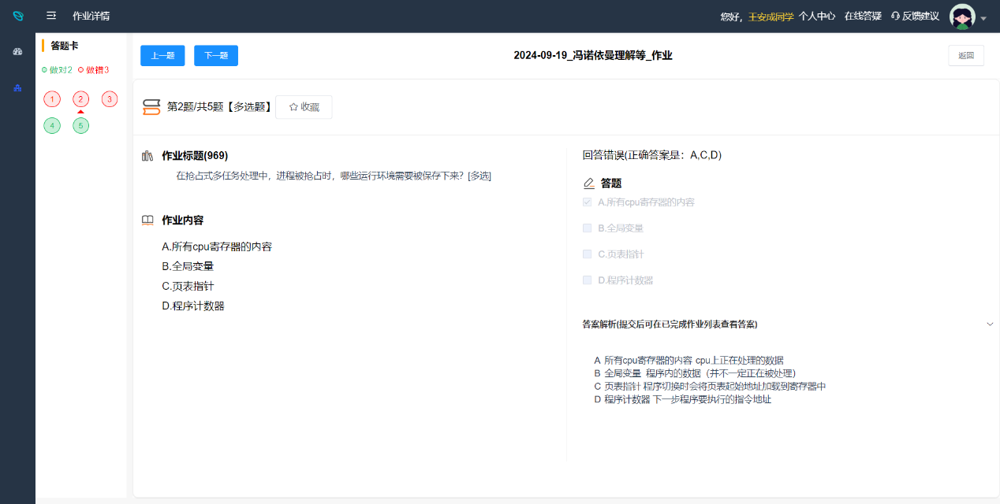 作业详情
您好，王安成同学 个人中心 在线答疑 反馈建议
答题卡
做对2 做错3
1 2 3
4 5
上一题 下一题
2024-09-19_冯诺依曼理解等_作业
返回
第2题/共5题【多选题】 收藏
作业标题(969)
在抢占式多任务处理中，进程被抢占时，哪些运行环境需要被保存下来？[多选]
作业内容
A.所有cpu寄存器的内容
B.全局变量
C.页表指针
D.程序计数器
回答错误(正确答案是：A,C,D)
答题
A.所有cpu寄存器的内容
B.全局变量
C.页表指针
D.程序计数器
答案解析(提交后可在已完成作业列表查看答案)
A 所有cpu寄存器的内容 cpu上正在处理的数据
B 全局变量 程序内的数据（并不一定正在被处理）
C 页表指针 程序切换时会将页表起始地址加载到寄存器中
D 程序计数器 下一步程序要执行的指令地址